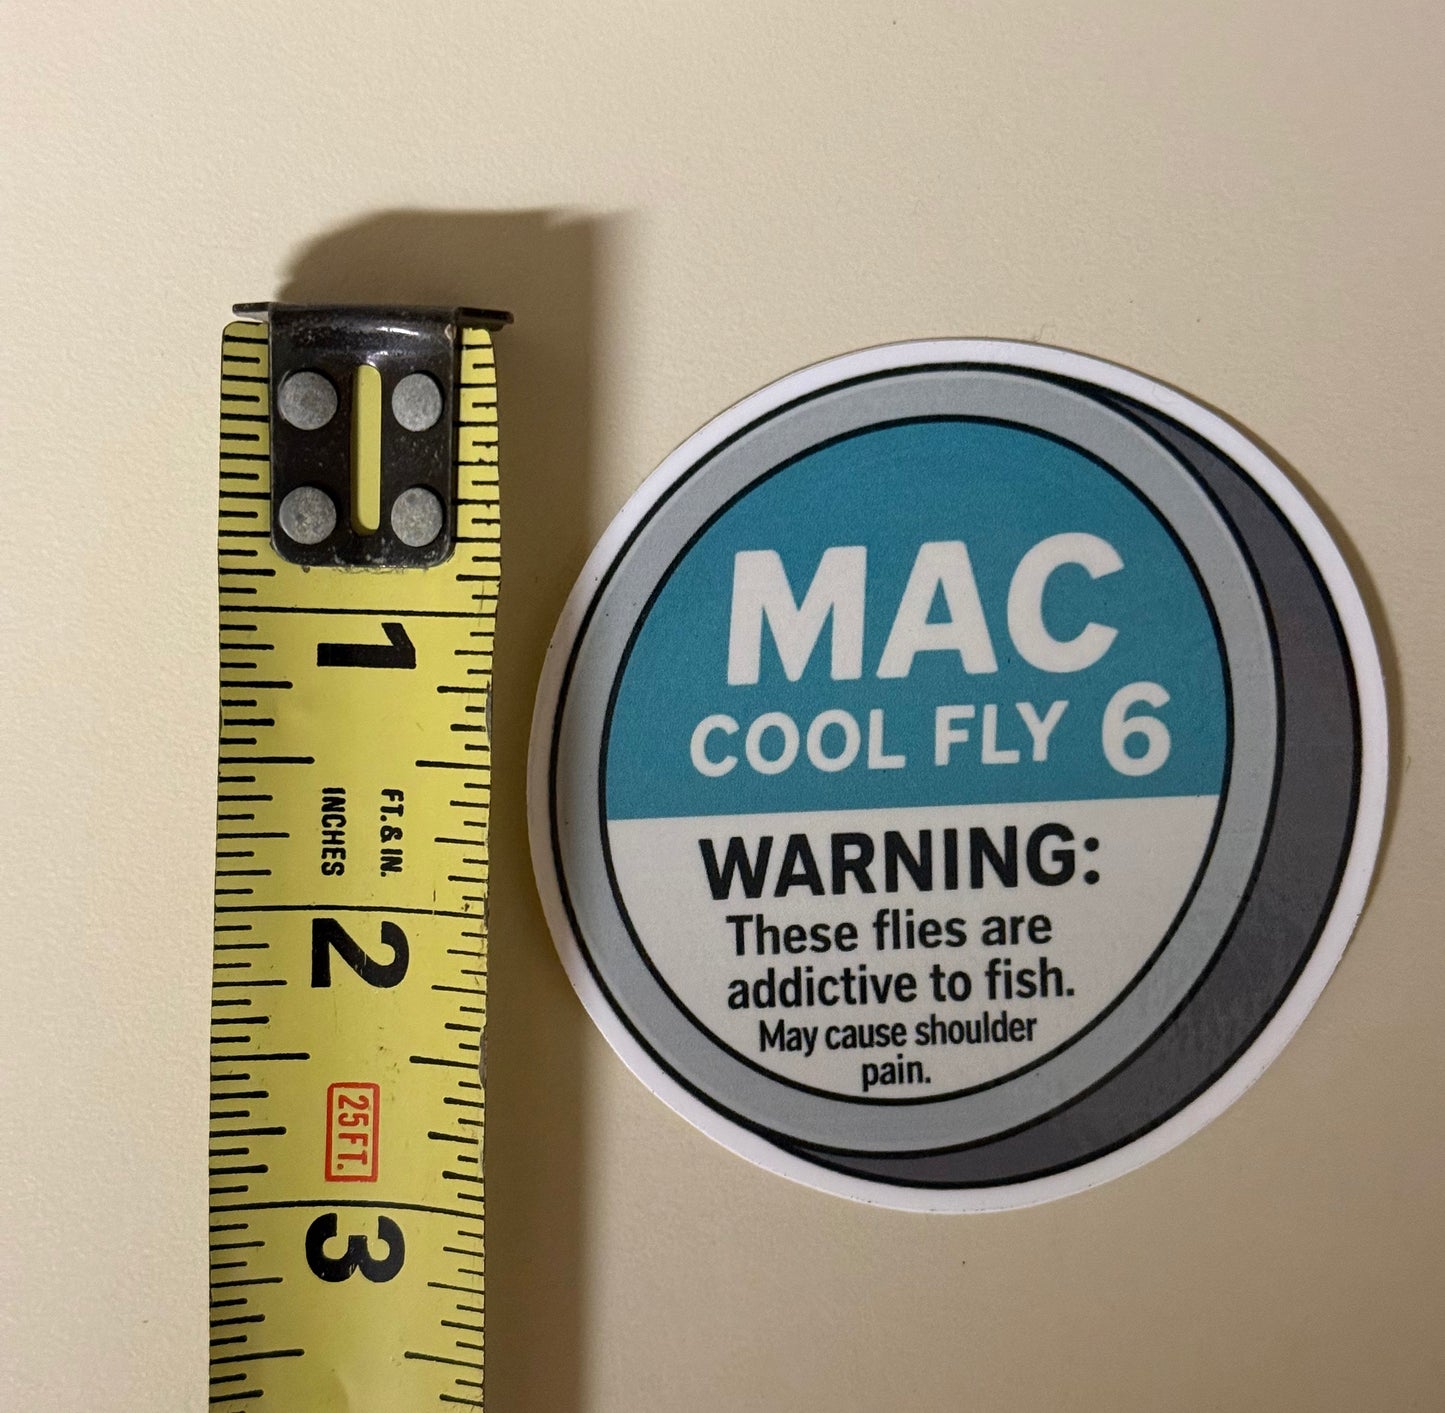 1
FT. & IN.
INCHES
2
25FT.
3
MAC
COOL FLY 6
WARNING:
These flies are
addictive to fish.
May cause shoulder
pain.